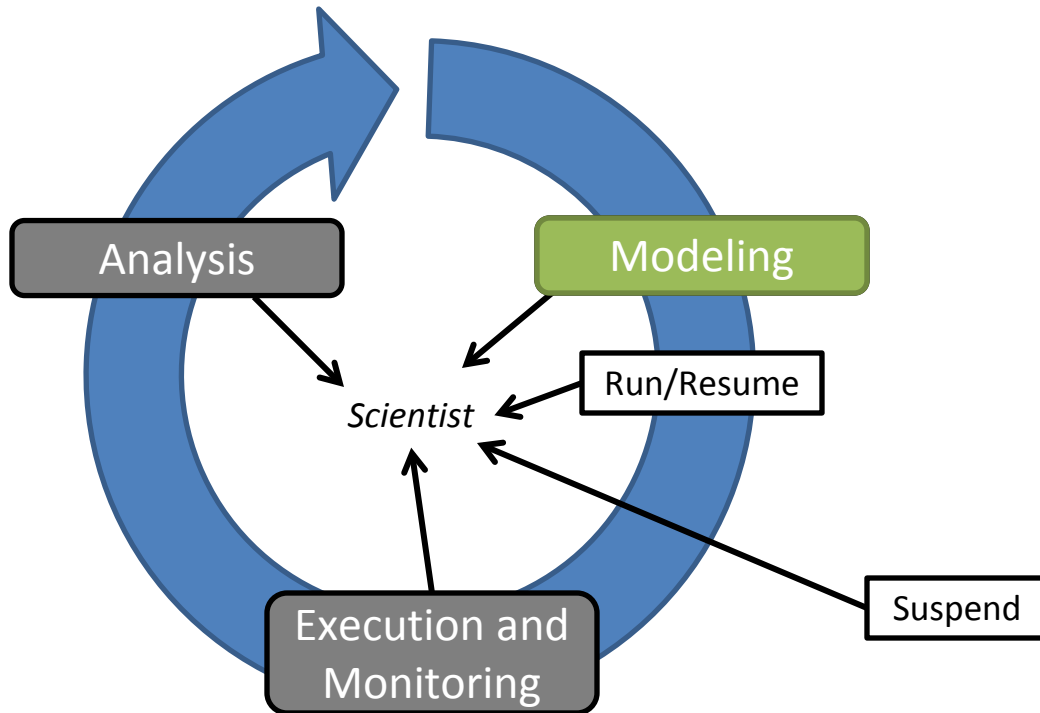 Analysis
Modeling
Run/Resume
Scientist
Suspend
Execution and
Monitoring